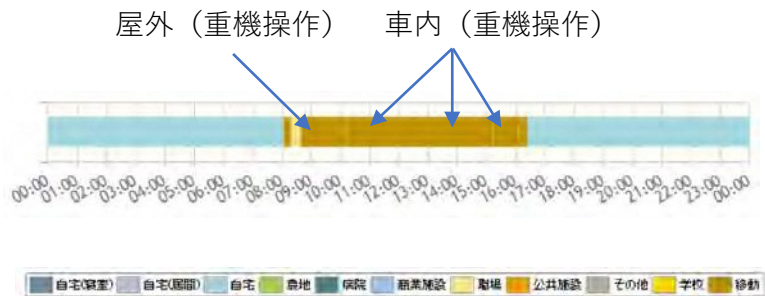 屋外（重機操作） 車内（重機操作）
00:00 01:00 02:00 03:00 04:00 05:00 06:00 07:00 08:00 09:00 10:00 11:00 12:00 13:00 14:00 15:00 16:00 17:00 18:00 19:00 20:00 21:00 22:00 23:00 00:00
自宅(寝室) 自宅(居間) 自宅 農地 病院 商業施設 職場 公共施設 その他 学校 移動